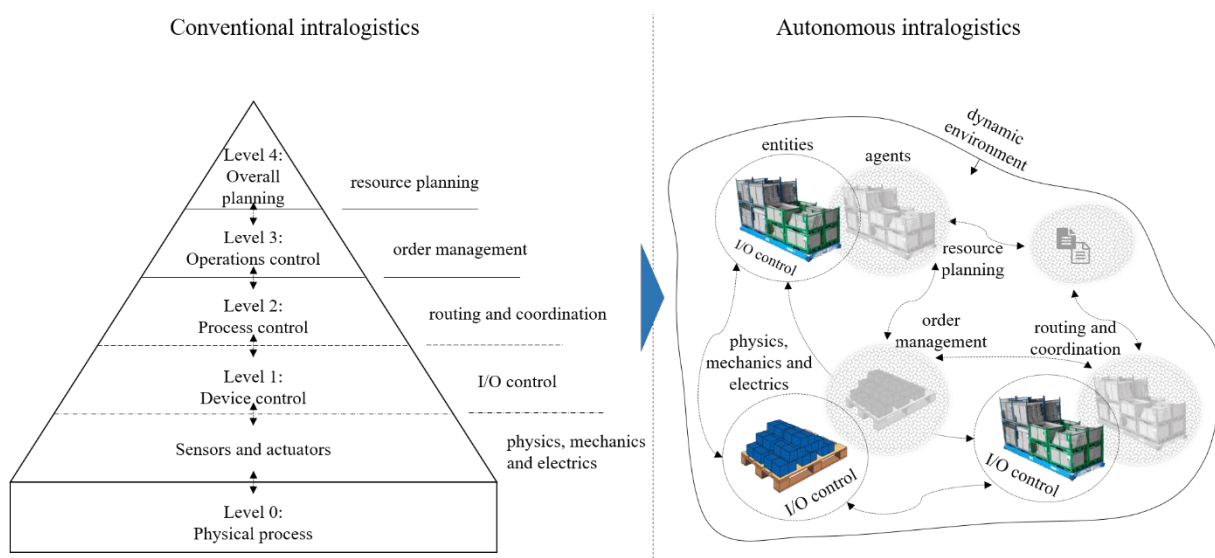 Conventional intralogistics
Level 4:
Overall
planning
resource planning
Level 3:
Operations control
order management
Level 2:
Process control
routing and coordination
Level 1:
Device control
I/O control
Sensors and actuators
physics, mechanics
and electrics
Level 0:
Physical process
Autonomous intralogistics
dynamic
environment
entities
agents
I/O control
resource
planning
order
management
routing and
coordination
physics,
mechanics and
electrics
I/O control
I/O control